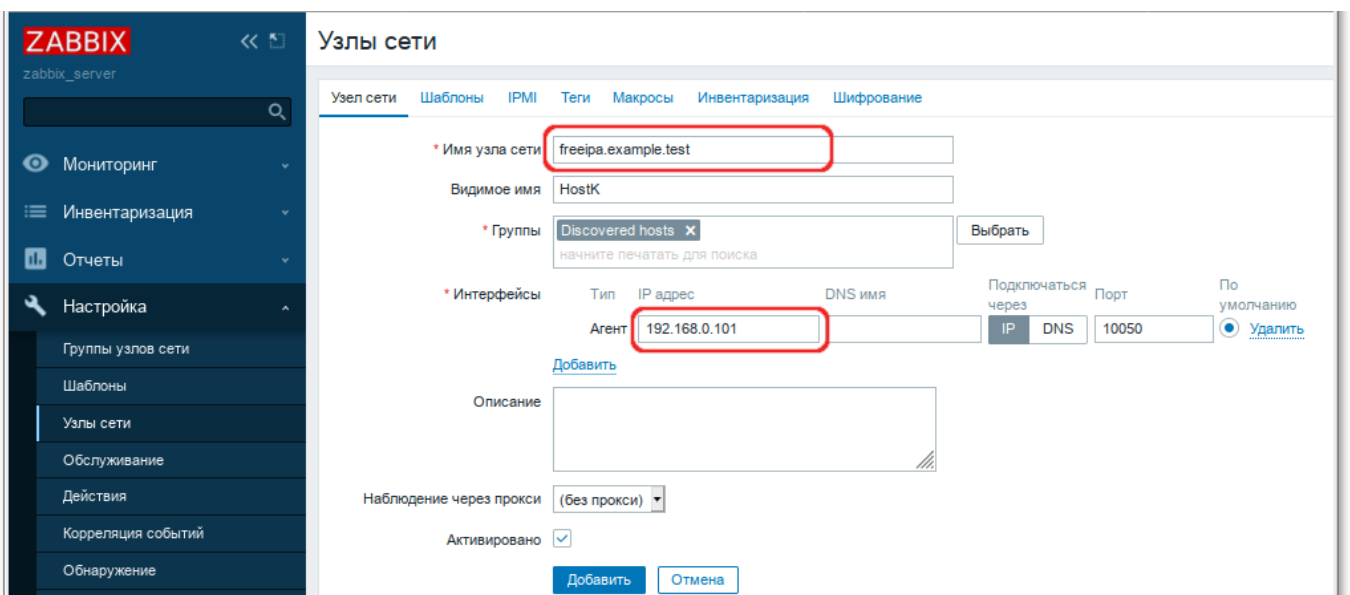 ZABBIX
zabbix_server
Мониторинг
Инвентаризация
Отчеты
Настройка
Группы узлов сети
Шаблоны
Узлы сети
Обслуживание
Действия
Корреляция событий
Обнаружение
Узлы сети
Узел сети Шаблоны IPMI Теги Макросы Инвентаризация Шифрование
* Имя узла сети freeipa.example.test
Видимое имя HostK
* Группы Discovered hosts X Выбрать
начните печатать для поиска
* Интерфейсы Тип IP адрес DNS имя Подключаться через Порт По умолчанию
Агент 192.168.0.101 IP DNS 10050 Удалить
Добавить
Описание
Наблюдение через прокси (без прокси)
Активировано
Добавить Отмена